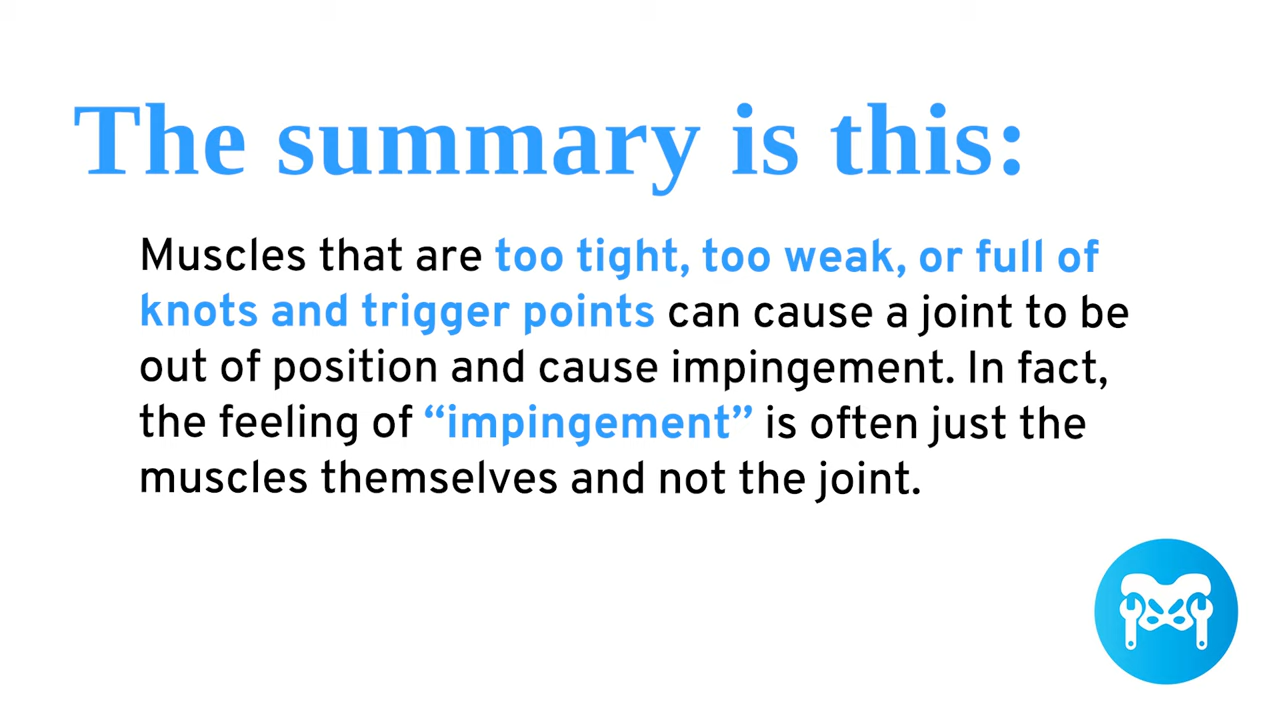 The summary is this:
Muscles that are too tight, too weak, or full of
knots and trigger points can cause a joint to be
out of position and cause impingement. In fact,
the feeling of “impingement” is often just the
muscles themselves and not the joint.